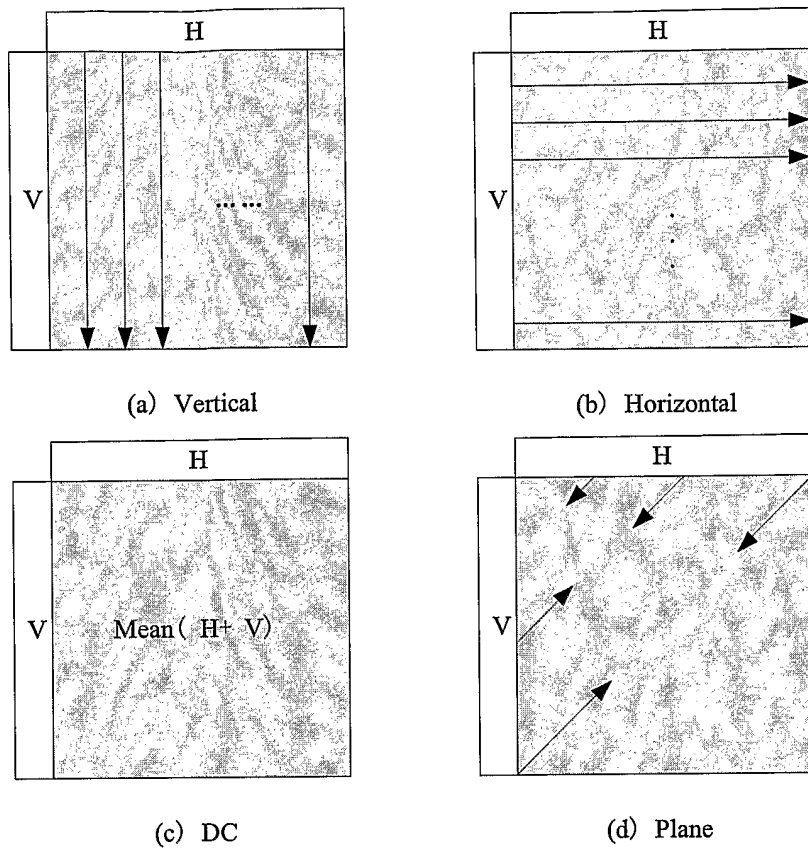 H
V
(a) Vertical
H
V
(b) Horizontal
H
V
Mean( H+ V)
(c) DC
H
V
(d) Plane